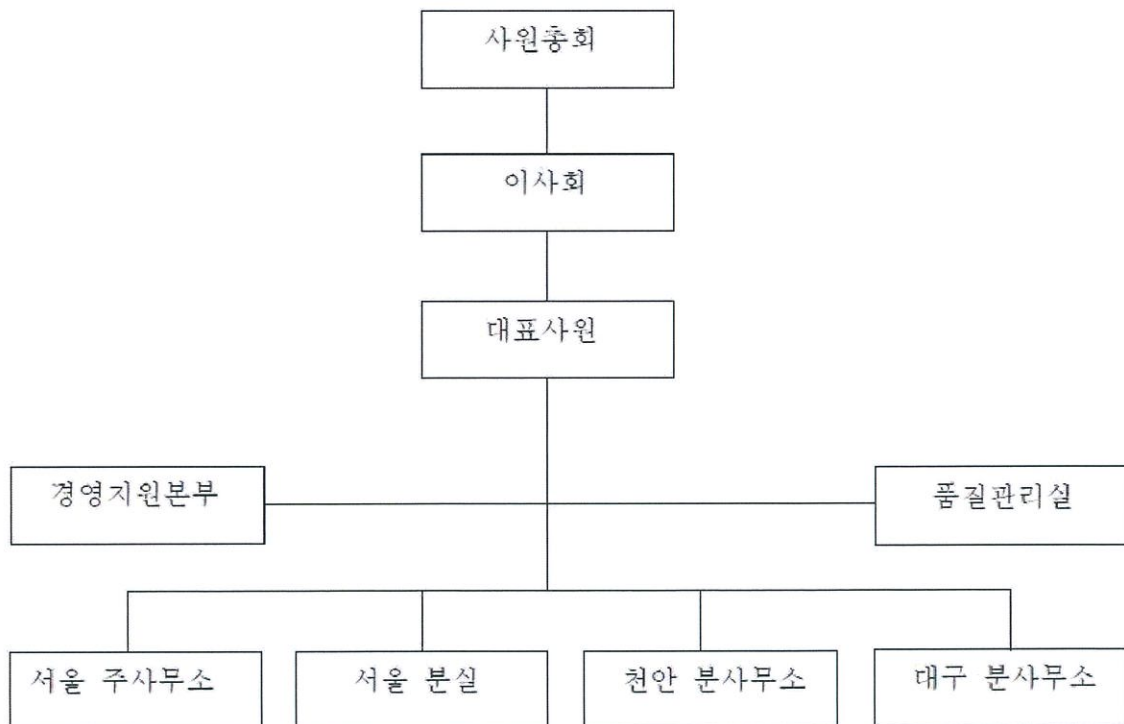 사원총회
이사회
대표사원
경영지원본부
품질관리실
서울 주사무소
서울 분실
천안 분사무소
대구 분사무소